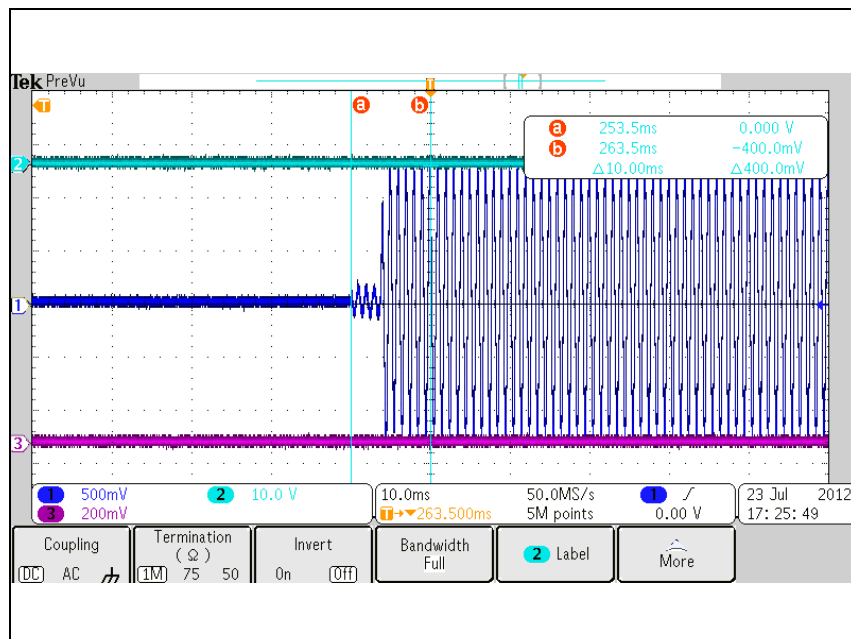 Tek PreVu
T
T
a b
a 253.5ms 0.000 V
b 263.5ms -400.0mV
△10.00ms △400.0mV
2
1
3
1 500mV 2 10.0 V
3 200mV
10.0ms 50.0MS/s 1 ∫ 
T→▼263.500ms 5M points 0.00 V
23 Jul 2012
17:25:49
Coupling
DC AC
Termination
(Ω)
1M 75 50
Invert
On Off
Bandwidth
Full
2 Label
More